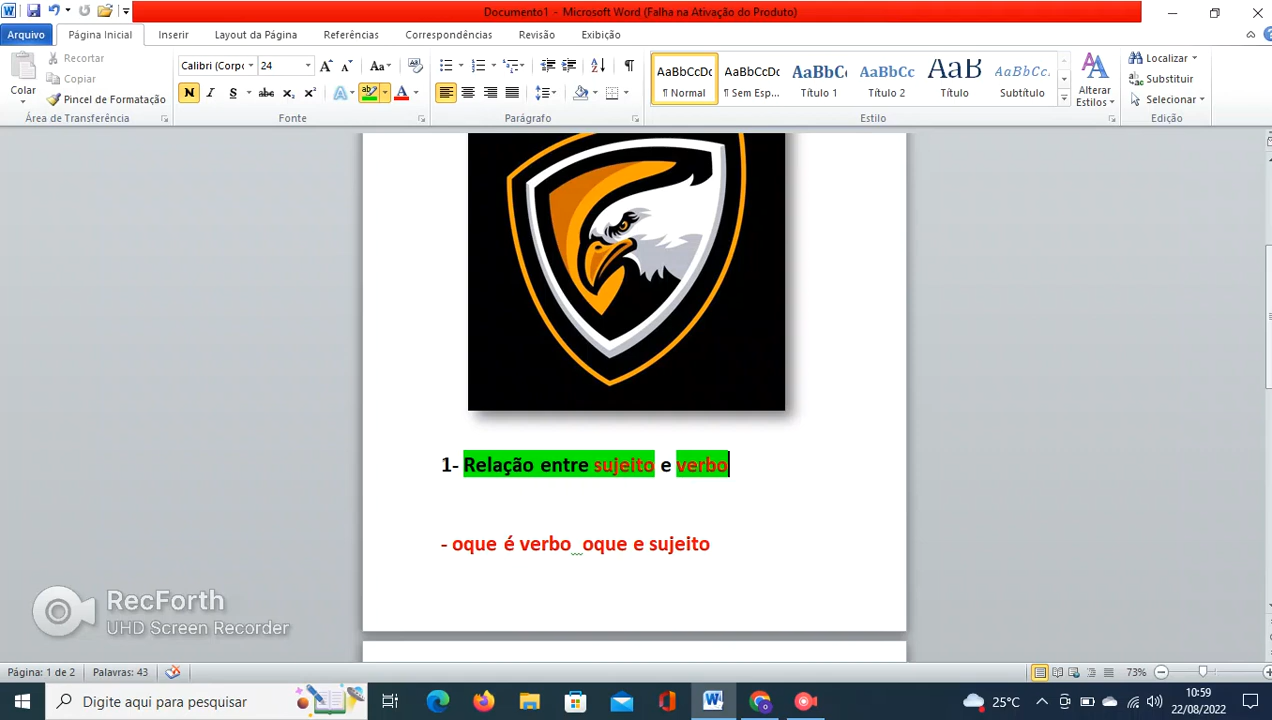 Documento1 - Microsoft Word (Falha na Ativação do Produto)
Arquivo Página Inicial Inserir Layout da Página Referências Correspondências Revisão Exibição
Recortar
Copiar
Pincel de Formatação
Colar
Área de Transferência
Calibri (Corpo 24
Aa
N I S abc x₂ x² A A
Fonte
Parágrafo
AaBbCcDc AaBbCcDc AaBbC AaBbCc AaB AaBbCc.
¶ Normal ¶ Sem Esp... Título 1 Título 2 Título Subtítulo
Alterar Estilos
Estilo
Localizar
Substituir
Selecionar
Edição
1- Relação entre sujeito e verbo
- oque é verbo oque e sujeito
RecForth
UHD Screen Recorder
Página: 1 de 2 Palavras: 43 73%
Digite aqui para pesquisar 25°C 10:59
22/08/2022